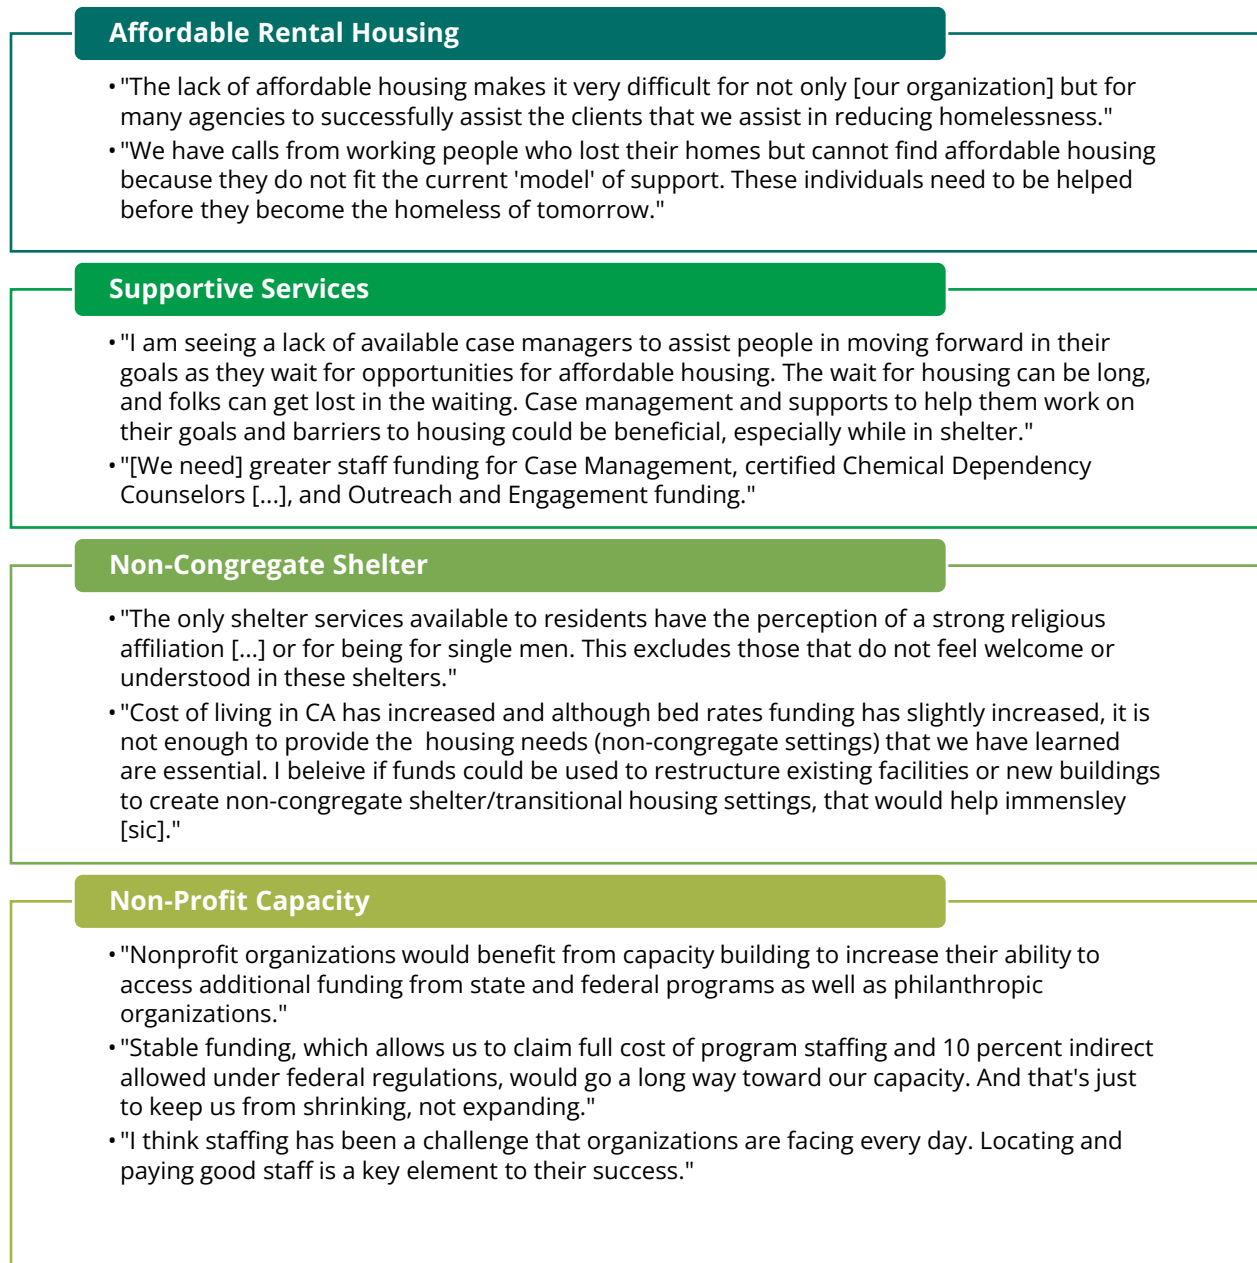 Affordable Rental Housing
• "The lack of affordable housing makes it very difficult for not only [our organization] but for
many agencies to successfully assist the clients that we assist in reducing homelessness."
• "We have calls from working people who lost their homes but cannot find affordable housing
because they do not fit the current 'model' of support. These individuals need to be helped
before they become the homeless of tomorrow."
Supportive Services
• "I am seeing a lack of available case managers to assist people in moving forward in their
goals as they wait for opportunities for affordable housing. The wait for housing can be long,
and folks can get lost in the waiting. Case management and supports to help them work on
their goals and barriers to housing could be beneficial, especially while in shelter."
• "[We need] greater staff funding for Case Management, certified Chemical Dependency
Counselors [...], and Outreach and Engagement funding."
Non-Congregate Shelter
• "The only shelter services available to residents have the perception of a strong religious
affiliation [...] or for being for single men. This excludes those that do not feel welcome or
understood in these shelters."
• "Cost of living in CA has increased and although bed rates funding has slightly increased, it is
not enough to provide the  housing needs (non-congregate settings) that we have learned
are essential. I beleive if funds could be used to restructure existing facilities or new buildings
to create non-congregate shelter/transitional housing settings, that would help immensley
[sic]."
Non-Profit Capacity
• "Nonprofit organizations would benefit from capacity building to increase their ability to
access additional funding from state and federal programs as well as philanthropic
organizations."
• "Stable funding, which allows us to claim full cost of program staffing and 10 percent indirect
allowed under federal regulations, would go a long way toward our capacity. And that's just
to keep us from shrinking, not expanding."
• "I think staffing has been a challenge that organizations are facing every day. Locating and
paying good staff is a key element to their success."